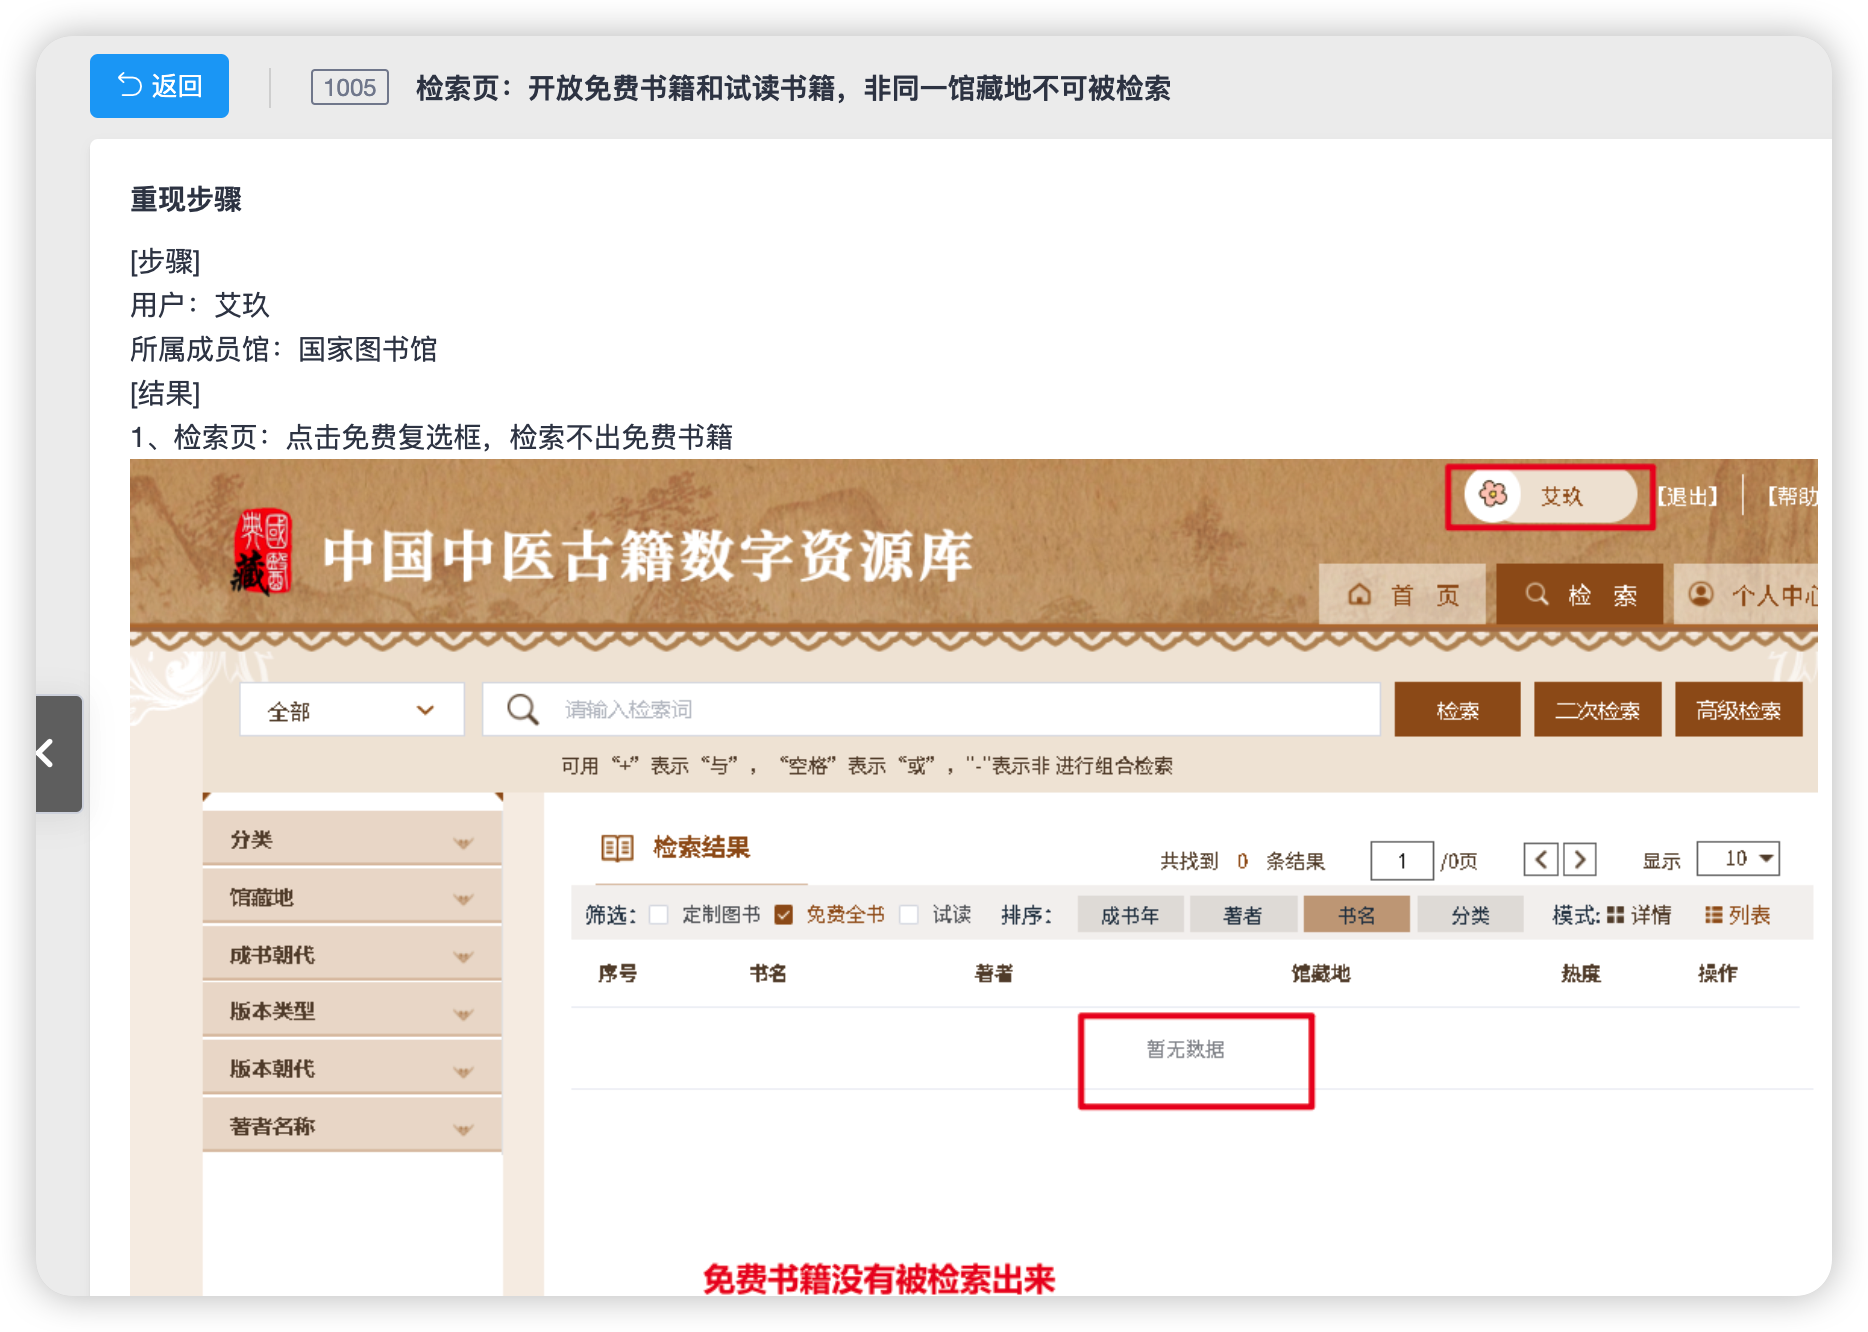 返回
1005
检索页：开放免费书籍和试读书籍，非同一馆藏地不可被检索
重现步骤
[步骤]
用户：艾玖
所属成员馆：国家图书馆
[结果]
1、检索页：点击免费复选框，检索不出免费书籍
艾玖
【退出】
【帮助
國醫典藏
中国中医古籍数字资源库
首 页
检 索
个人中心
全部
请输入检索词
检索
二次检索
高级检索
可用 “+” 表示 “与” ， “空格” 表示 “或” ，"-"表示非 进行组合检索
分类
馆藏地
成书朝代
版本类型
版本朝代
著者名称
检索结果
共找到 0 条结果
1 /0页
显示 10
筛选： 定制图书 免费全书 试读 排序： 成书年 著者 书名 分类 模式: 详情 列表
序号 书名 著者 馆藏地 热度 操作
暂无数据
免费书籍没有被检索出来